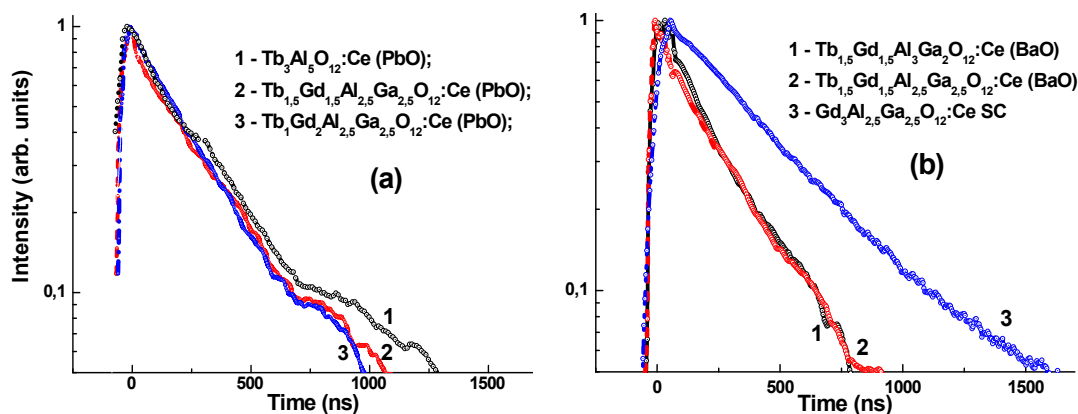 1 - Tb3Al5O12:Ce (PbO);
2 - Tb1,5Gd1,5Al2,5Ga2,5O12:Ce (PbO);
3 - Tb1Gd2Al2,5Ga2,5O12:Ce (PbO);
(a)
Intensity (arb. units)
1
0,1
1
2
3
0
500
1000
1500
Time (ns)
1 - Tb1,5Gd1,5Al3Ga2O12:Ce (BaO)
2 - Tb1,5Gd1,5Al2,5Ga2,5O12:Ce (BaO)
3 - Gd3Al2,5Ga2,5O12:Ce SC
(b)
1
0,1
1
2
3
0
500
1000
1500
Time (ns)